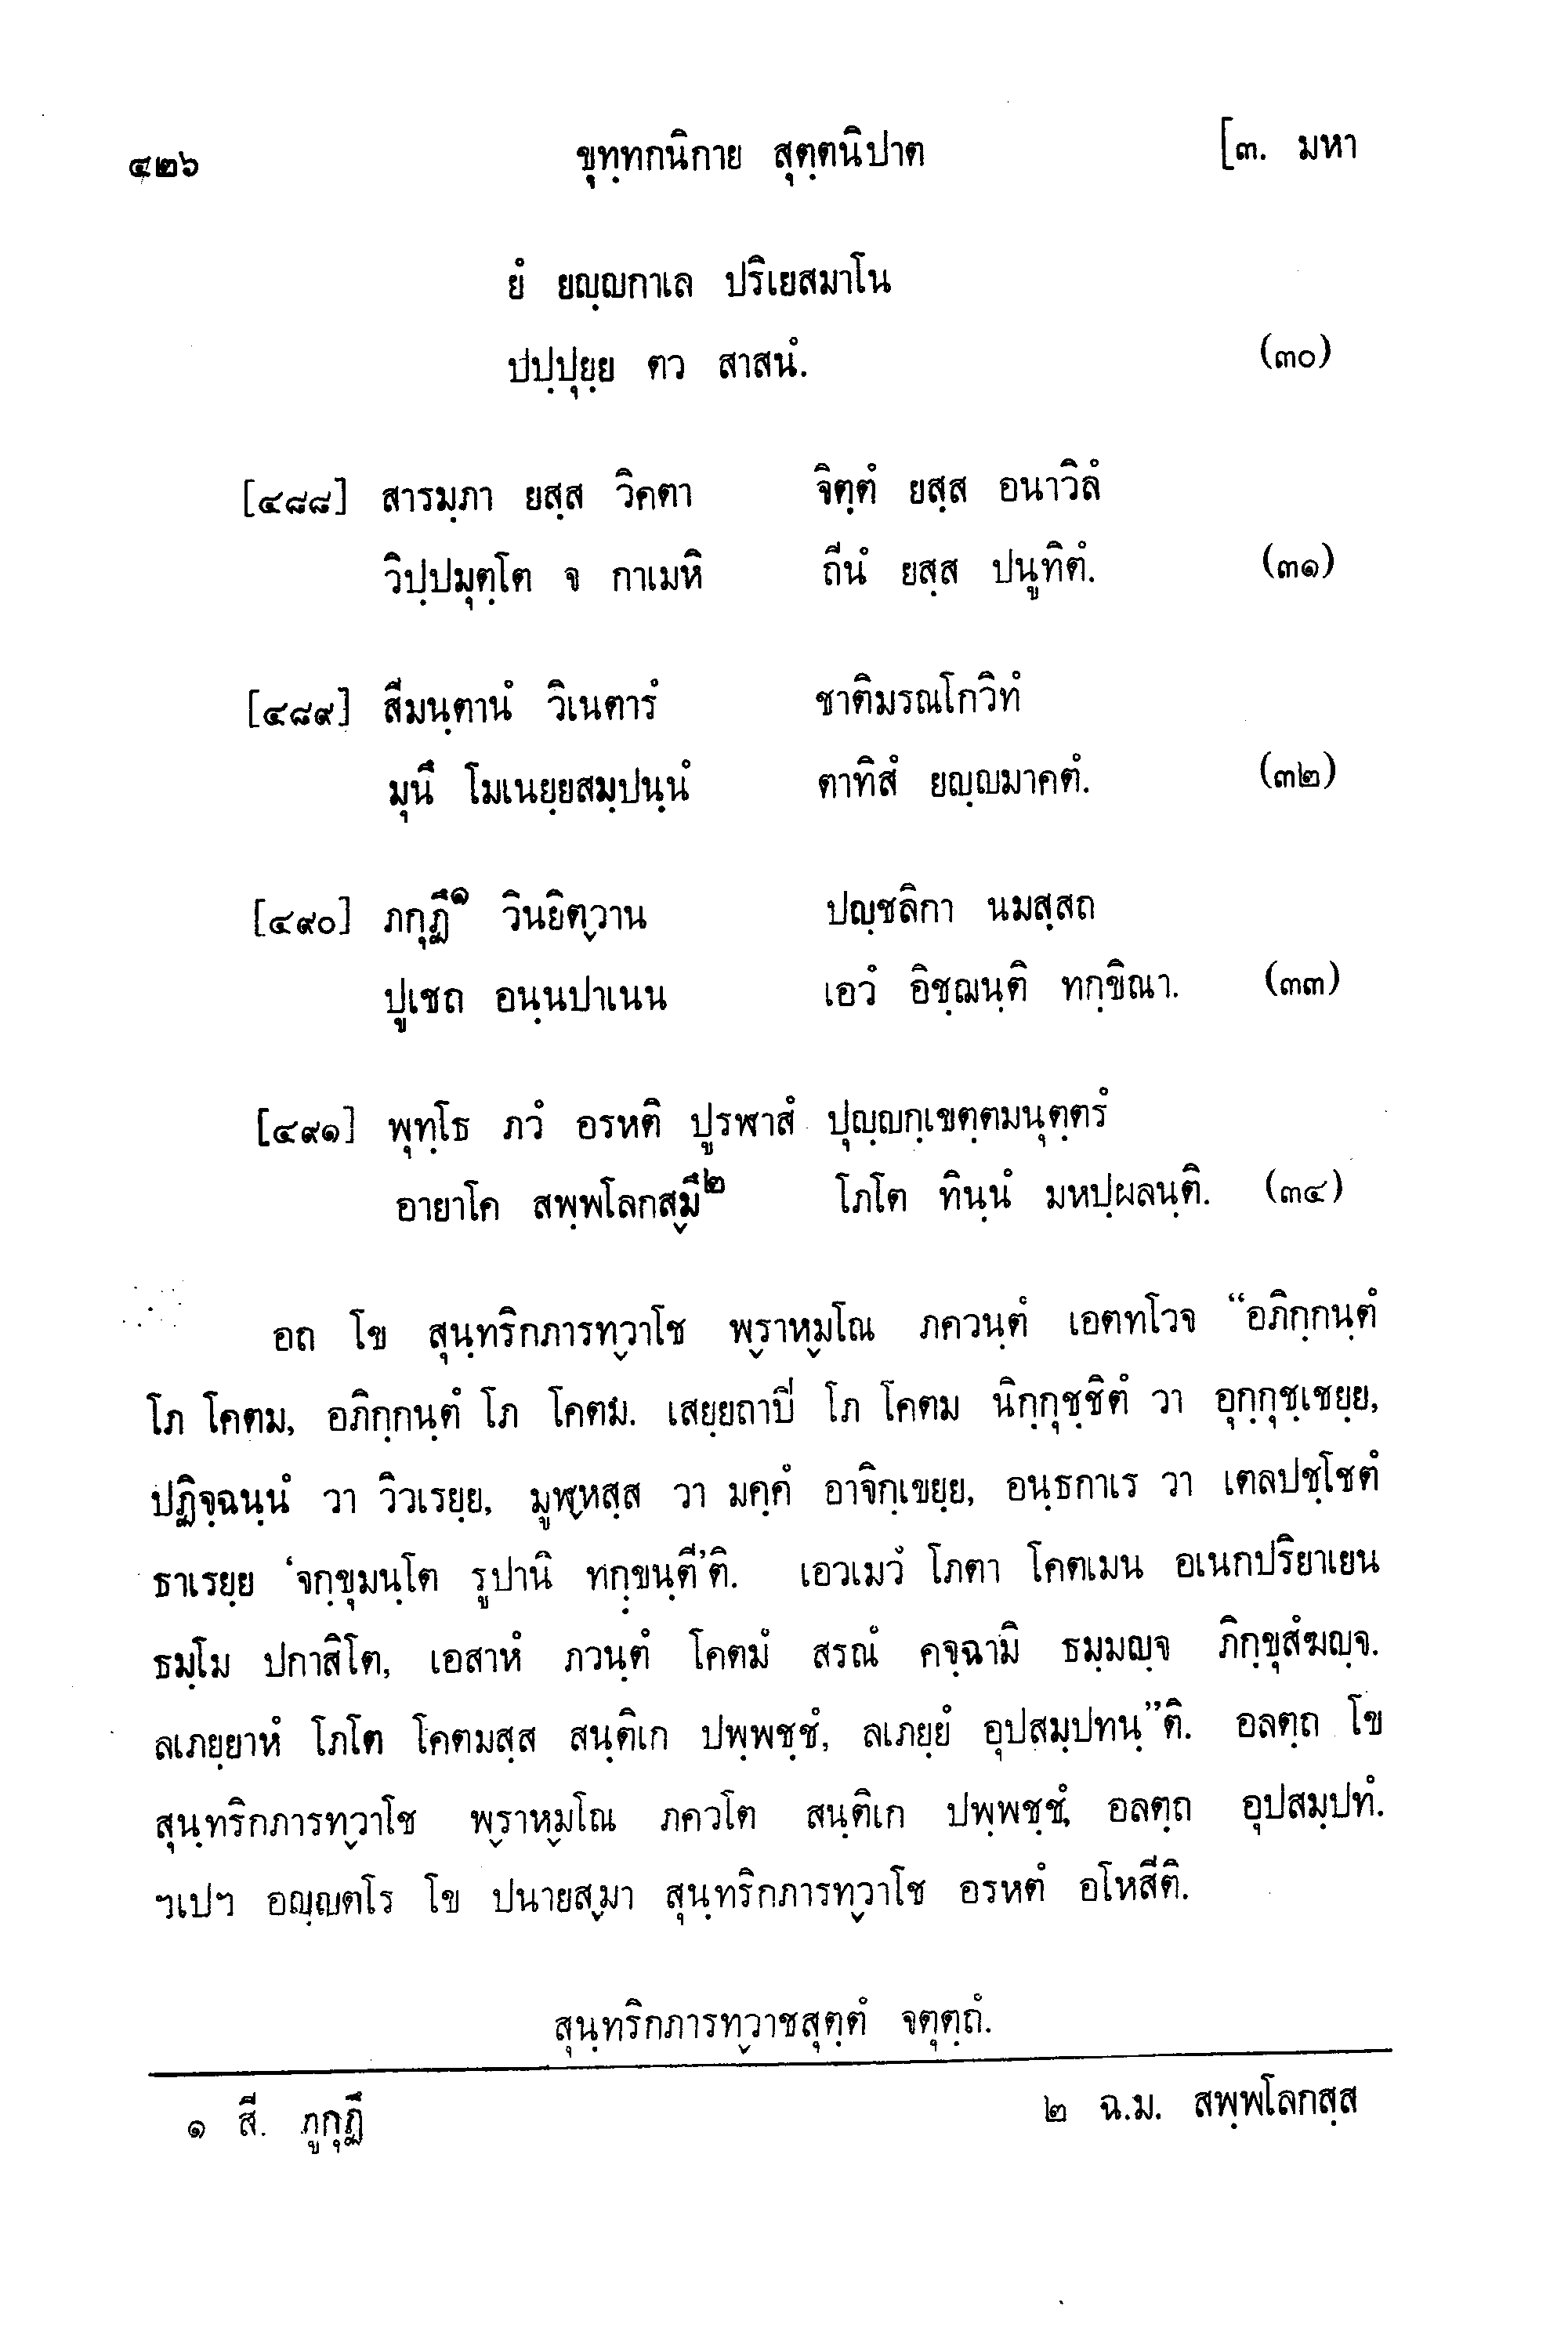 ๔๒๖ ขุทฺทกนิกาย สุตฺตนิปาต [๓. มหา
ยํ ยญฺญกาเล ปริเยสมาโน
ปปฺปุยฺย ตว สาสนํ. (๓๐)
[๔๘๘] สารมฺภา ยสฺส วิคตา จิตฺตํ ยสฺส อนาวิลํ
วิปฺปมุตฺโต จ กาเมหิ ถีนํ ยสฺส ปนูทิตํ. (๓๑)
[๔๘๙] สีมนฺตานํ วิเนตารํ ชาติมรณโกวิทํ
มุนึ โมเนยฺยสมฺปนฺนํ ตาทิสํ ยญฺญมาคตํ. (๓๒)
[๔๙๐] ภกุฏึ๑ วินยิตฺวาน ปญฺชลิกา นมสฺสถ
ปูเชถ อนฺนปาเนน เอวํ อิชฺฌนฺติ ทกฺขิณา. (๓๓)
[๔๙๑] พุทฺโธ ภวํ อรหติ ปูรฬาสํ ปุญฺญกฺเขตฺตมนุตฺตรํ
อายาโค สพฺพโลกสฺมึ๒ โภโต ทินฺนํ มหปฺผลนฺติ. (๓๔)
อถ โข สุนฺทริกภารทฺวาโช พฺราหฺมโณ ภควนฺตํ เอตทโวจ “อภิกฺกนฺตํ
โภ โคตม, อภิกฺกนฺตํ โภ โคตม. เสยฺยถาปิ โภ โคตม นิกฺกุชฺชิตํ วา อุกฺกุชฺเชยฺย,
ปฏิจฺฉนฺนํ วา วิวเรยฺย, มูฬฺหสฺส วา มคฺคํ อาจิกฺเขยฺย, อนฺธกาเร วา เตลปชฺโชตํ
ธาเรยฺย ‘จกฺขุมนฺโต รูปานิ ทกฺขนฺตี’ติ. เอวเมวํ โภตา โคตเมน อเนกปริยาเยน
ธมฺโม ปกาสิโต, เอสาหํ ภวนฺตํ โคตมํ สรณํ คจฺฉามิ ธมฺมญฺจ ภิกฺขุสํฆญฺจ.
ลเภยฺยาหํ โภโต โคตมสฺส สนฺติเก ปพฺพชฺชํ, ลเภยฺยํ อุปสมฺปทนฺ”ติ. อลตฺถ โข
สุนฺทริกภารทฺวาโช พฺราหฺมโณ ภควโต สนฺติเก ปพฺพชฺชํ, อลตฺถ อุปสมฺปทํ.
ฯเปฯ อญฺญตโร โข ปนายสฺมา สุนฺทริกภารทฺวาโช อรหตํ อโหสีติ.
สุนฺทริกภารทฺวาชสุตฺตํ จตุตฺถํ.
๑ สี. ภูกุฏึ ๒ ฉ.ม. สพฺพโลกสฺส